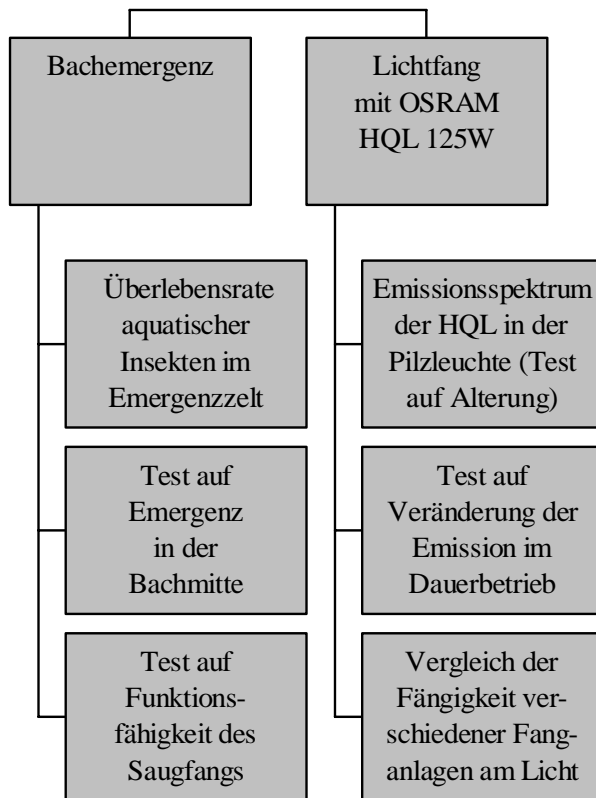 Bachemergenz
Lichtfang
mit OSRAM
HQL 125W
Überlebensrate
aquatischer
Insekten im
Emergenzzelt
Emissionsspektrum
der HQL in der
Pilzleuchte (Test
auf Alterung)
Test auf
Emergenz
in der
Bachmitte
Test auf
Veränderung der
Emission im
Dauerbetrieb
Test auf
Funktions-
fähigkeit des
Saugfangs
Vergleich der
Fängigkeit ver-
schiedener Fang-
anlagen am Licht